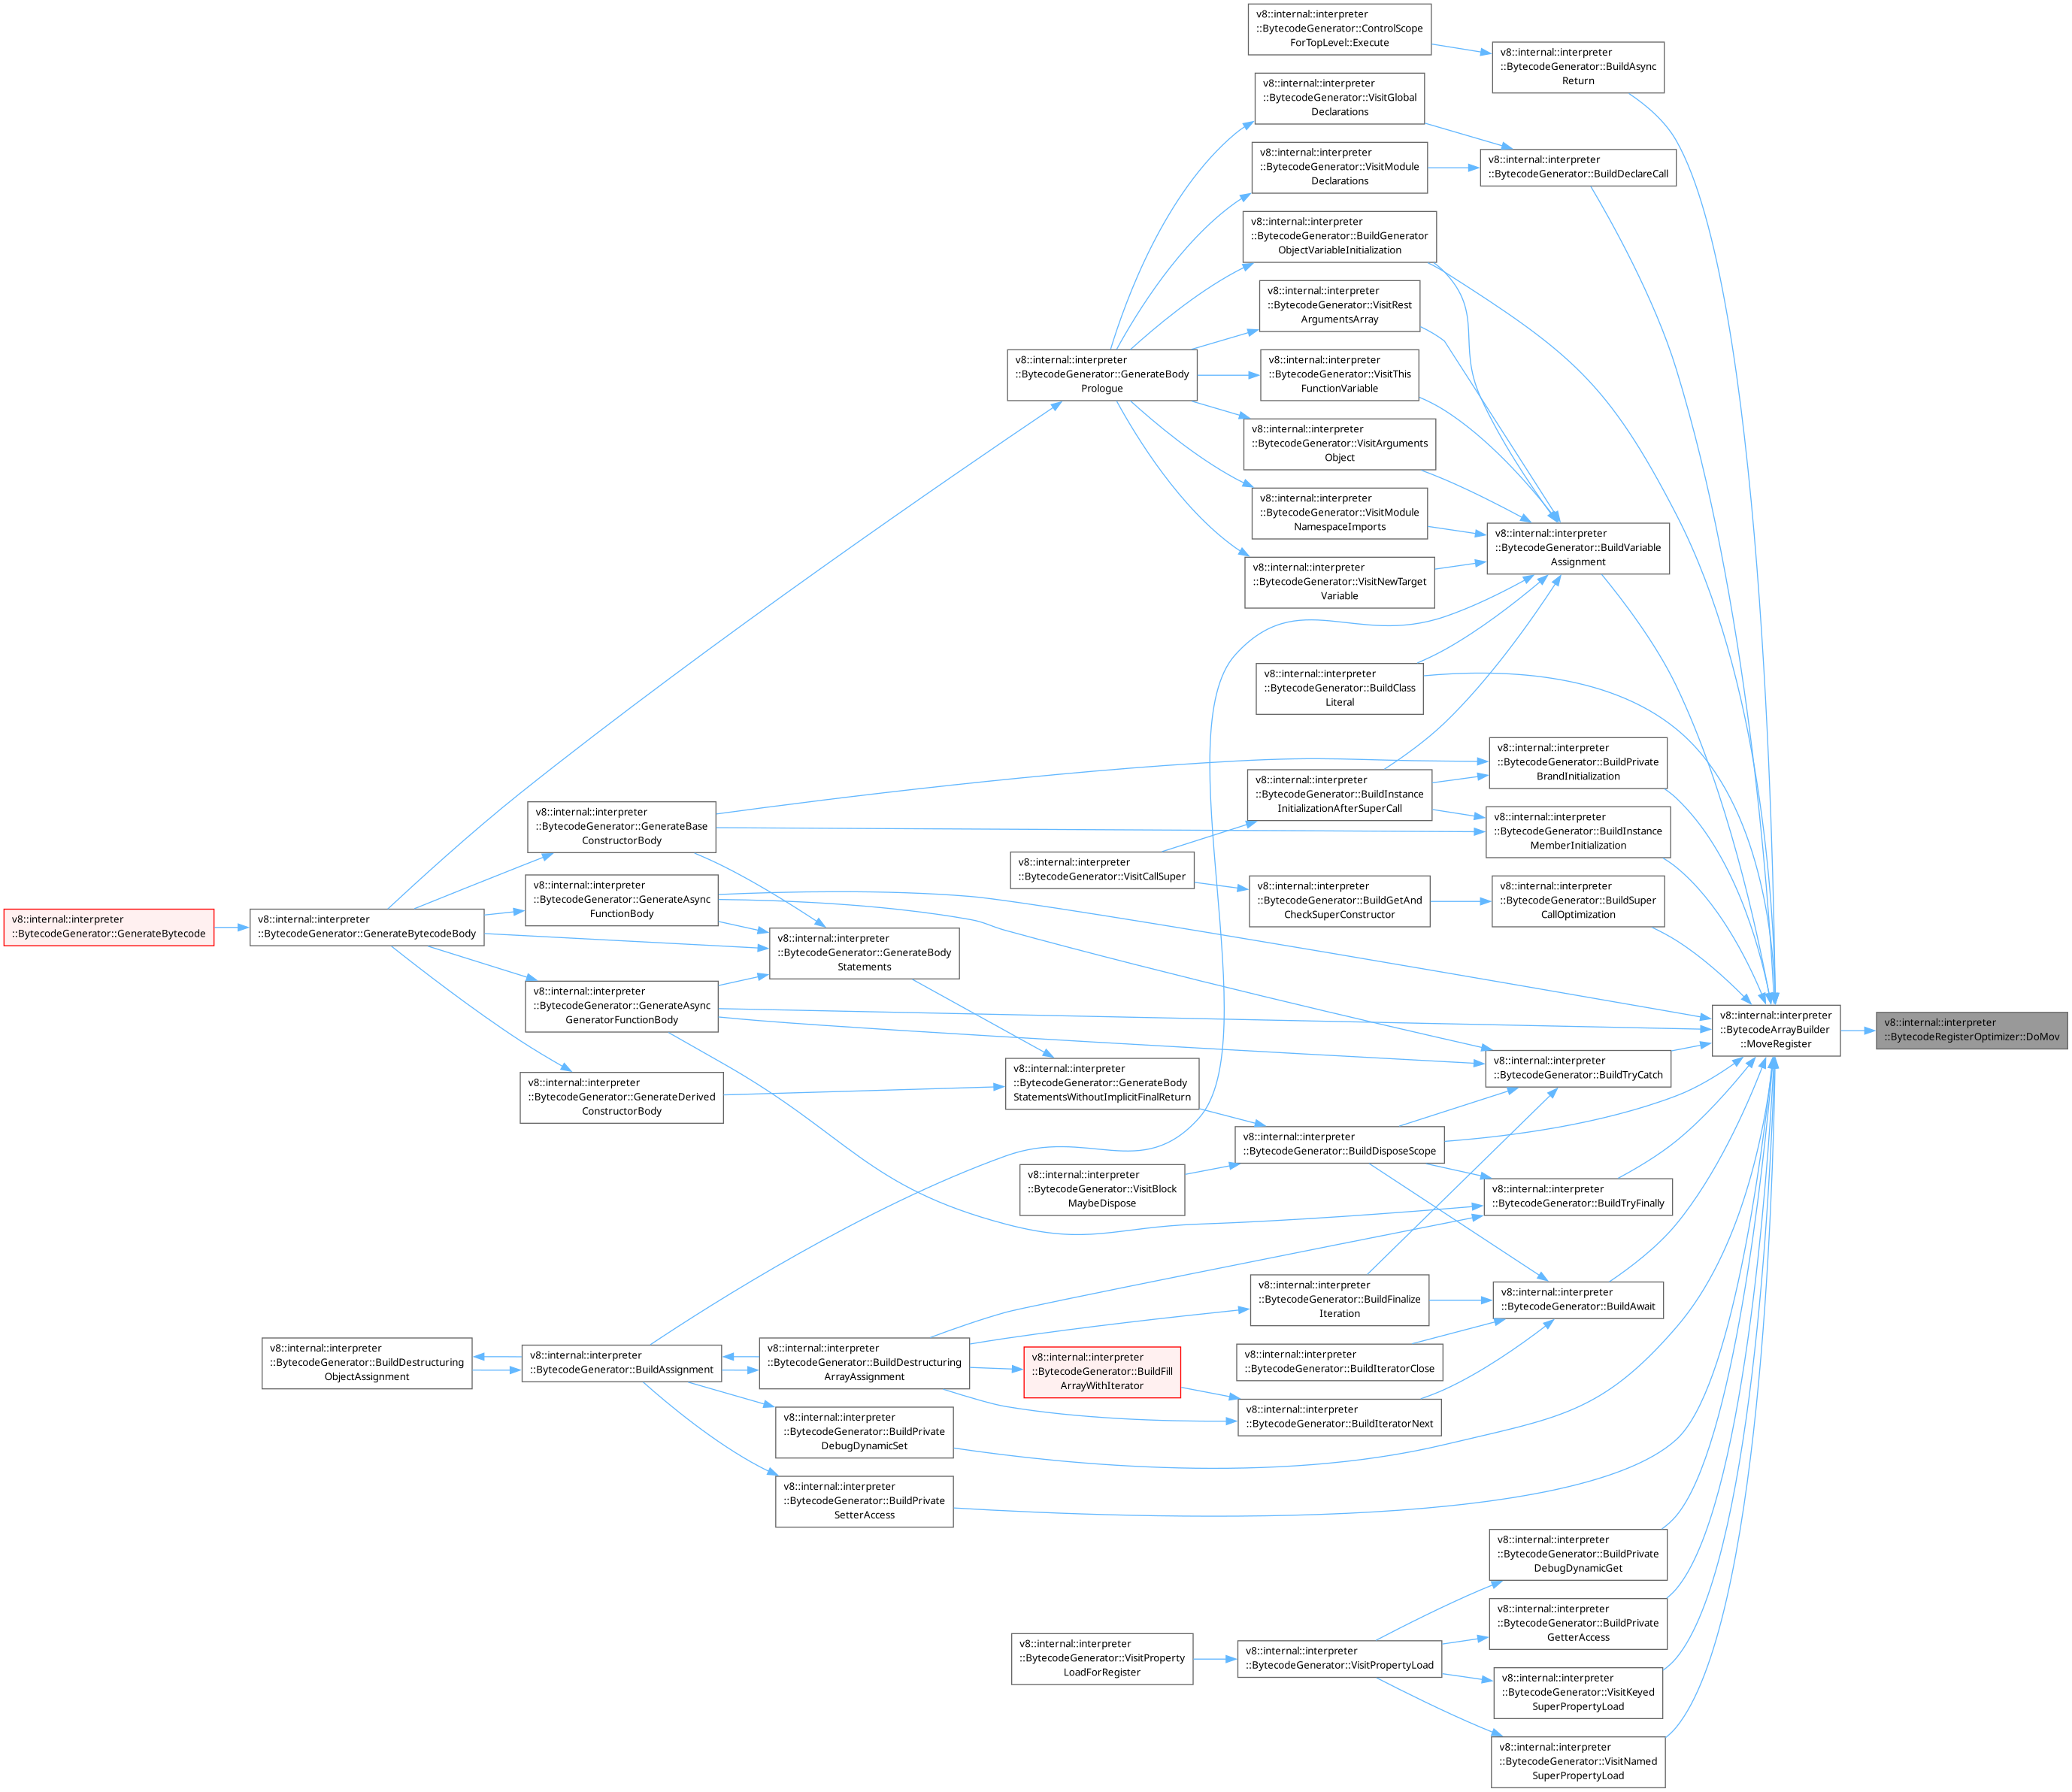 v8::internal::interpreter
::BytecodeGenerator::ControlScope
ForTopLevel::Execute
v8::internal::interpreter
::BytecodeGenerator::BuildAsync
Return
v8::internal::interpreter
::BytecodeGenerator::VisitGlobal
Declarations
v8::internal::interpreter
::BytecodeGenerator::VisitModule
Declarations
v8::internal::interpreter
::BytecodeGenerator::BuildDeclareCall
v8::internal::interpreter
::BytecodeGenerator::BuildGenerator
ObjectVariableInitialization
v8::internal::interpreter
::BytecodeGenerator::VisitRest
ArgumentsArray
v8::internal::interpreter
::BytecodeGenerator::GenerateBody
Prologue
v8::internal::interpreter
::BytecodeGenerator::VisitThis
FunctionVariable
v8::internal::interpreter
::BytecodeGenerator::VisitArguments
Object
v8::internal::interpreter
::BytecodeGenerator::VisitModule
NamespaceImports
v8::internal::interpreter
::BytecodeGenerator::BuildVariable
Assignment
v8::internal::interpreter
::BytecodeGenerator::VisitNewTarget
Variable
v8::internal::interpreter
::BytecodeGenerator::BuildClass
Literal
v8::internal::interpreter
::BytecodeGenerator::BuildPrivate
BrandInitialization
v8::internal::interpreter
::BytecodeGenerator::BuildInstance
InitializationAfterSuperCall
v8::internal::interpreter
::BytecodeGenerator::GenerateBase
ConstructorBody
v8::internal::interpreter
::BytecodeGenerator::BuildInstance
MemberInitialization
v8::internal::interpreter
::BytecodeGenerator::VisitCallSuper
v8::internal::interpreter
::BytecodeGenerator::GenerateAsync
FunctionBody
v8::internal::interpreter
::BytecodeGenerator::BuildGetAnd
CheckSuperConstructor
v8::internal::interpreter
::BytecodeGenerator::BuildSuper
CallOptimization
v8::internal::interpreter
::BytecodeGenerator::GenerateBytecode
v8::internal::interpreter
::BytecodeGenerator::GenerateBytecodeBody
v8::internal::interpreter
::BytecodeGenerator::GenerateBody
Statements
v8::internal::interpreter
::BytecodeGenerator::GenerateAsync
GeneratorFunctionBody
v8::internal::interpreter
::BytecodeArrayBuilder
::MoveRegister
v8::internal::interpreter
::BytecodeRegisterOptimizer::DoMov
v8::internal::interpreter
::BytecodeGenerator::BuildTryCatch
v8::internal::interpreter
::BytecodeGenerator::GenerateBody
StatementsWithoutImplicitFinalReturn
v8::internal::interpreter
::BytecodeGenerator::GenerateDerived
ConstructorBody
v8::internal::interpreter
::BytecodeGenerator::BuildDisposeScope
v8::internal::interpreter
::BytecodeGenerator::VisitBlock
MaybeDispose
v8::internal::interpreter
::BytecodeGenerator::BuildTryFinally
v8::internal::interpreter
::BytecodeGenerator::BuildFinalize
Iteration
v8::internal::interpreter
::BytecodeGenerator::BuildAwait
v8::internal::interpreter
::BytecodeGenerator::BuildDestructuring
ObjectAssignment
v8::internal::interpreter
::BytecodeGenerator::BuildAssignment
v8::internal::interpreter
::BytecodeGenerator::BuildDestructuring
ArrayAssignment
v8::internal::interpreter
::BytecodeGenerator::BuildFill
ArrayWithIterator
v8::internal::interpreter
::BytecodeGenerator::BuildIteratorClose
v8::internal::interpreter
::BytecodeGenerator::BuildIteratorNext
v8::internal::interpreter
::BytecodeGenerator::BuildPrivate
DebugDynamicSet
v8::internal::interpreter
::BytecodeGenerator::BuildPrivate
SetterAccess
v8::internal::interpreter
::BytecodeGenerator::BuildPrivate
DebugDynamicGet
v8::internal::interpreter
::BytecodeGenerator::BuildPrivate
GetterAccess
v8::internal::interpreter
::BytecodeGenerator::VisitProperty
LoadForRegister
v8::internal::interpreter
::BytecodeGenerator::VisitPropertyLoad
v8::internal::interpreter
::BytecodeGenerator::VisitKeyed
SuperPropertyLoad
v8::internal::interpreter
::BytecodeGenerator::VisitNamed
SuperPropertyLoad